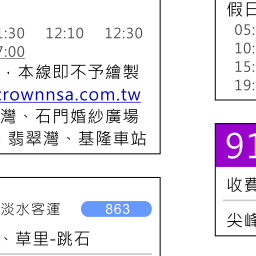 1:30 12:10 12:30
7:00
，本線即不予繪製
crownnsa.com.tw
灣、石門婚紗廣場
、翡翠灣、基隆車站
淡水客運 863
、草里-跳石
假日
05:
10:
15:
19:
91
收費
尖峰